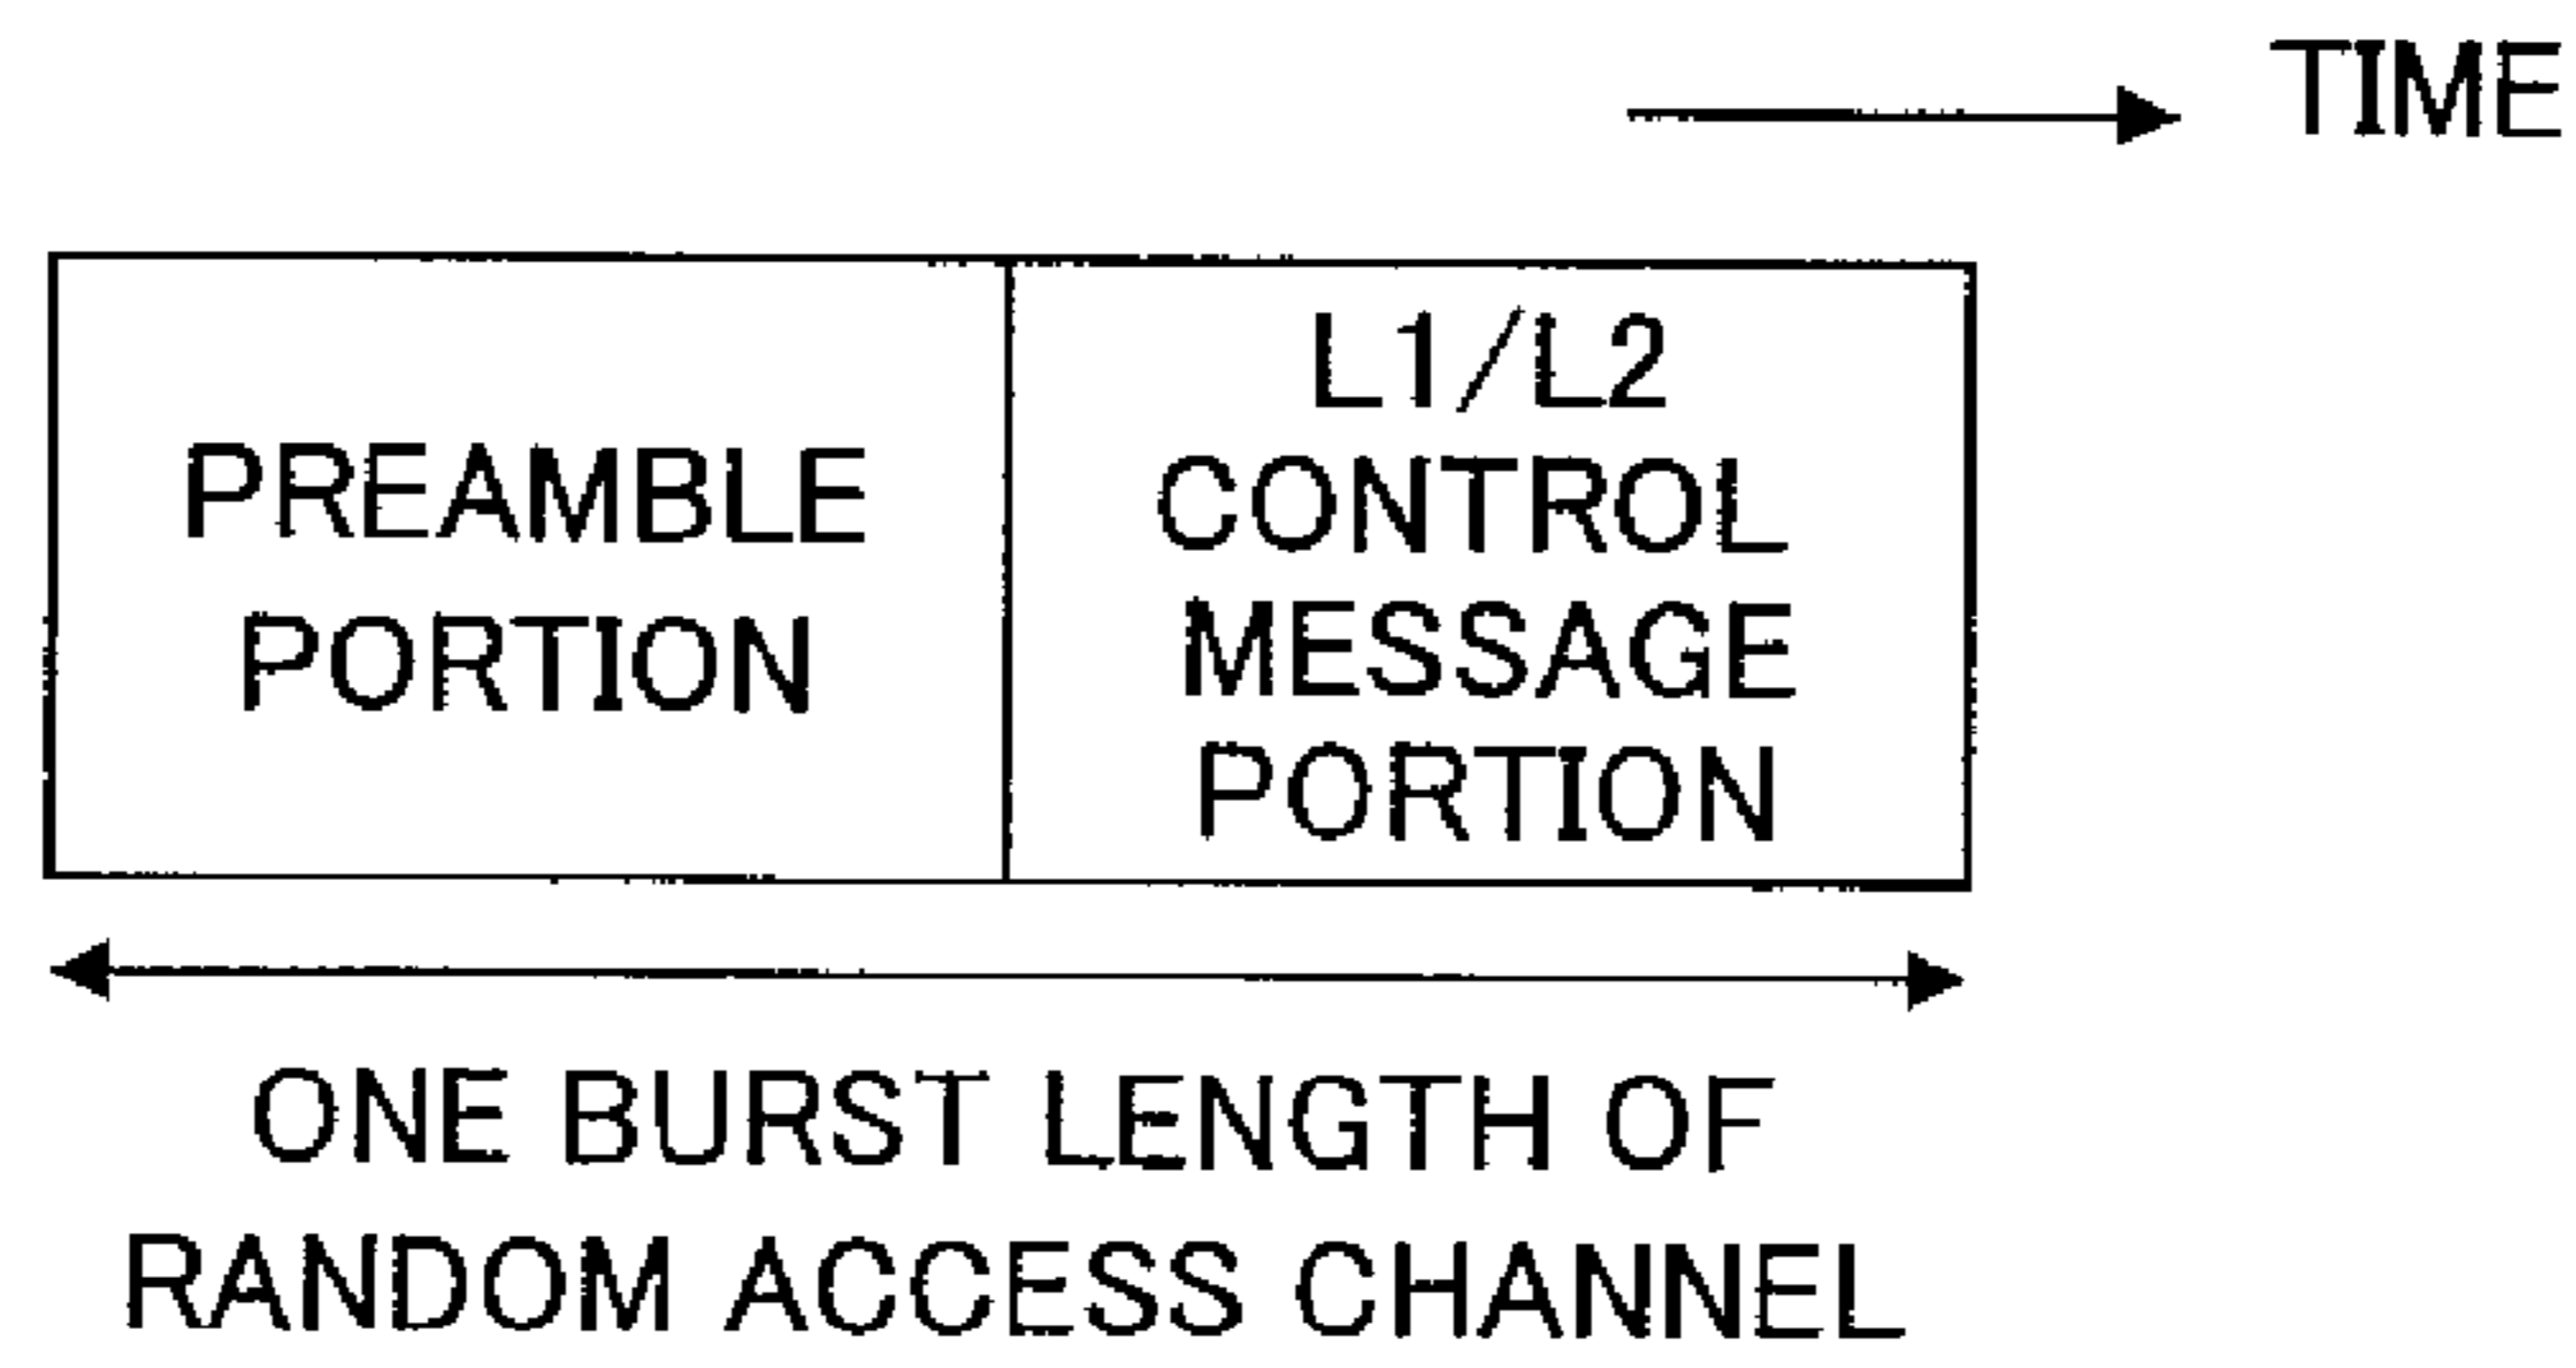 TIME
PREAMBLE
PORTION
L1/L2
CONTROL
MESSAGE
PORTION
ONE BURST LENGTH OF
RANDOM ACCESS CHANNEL